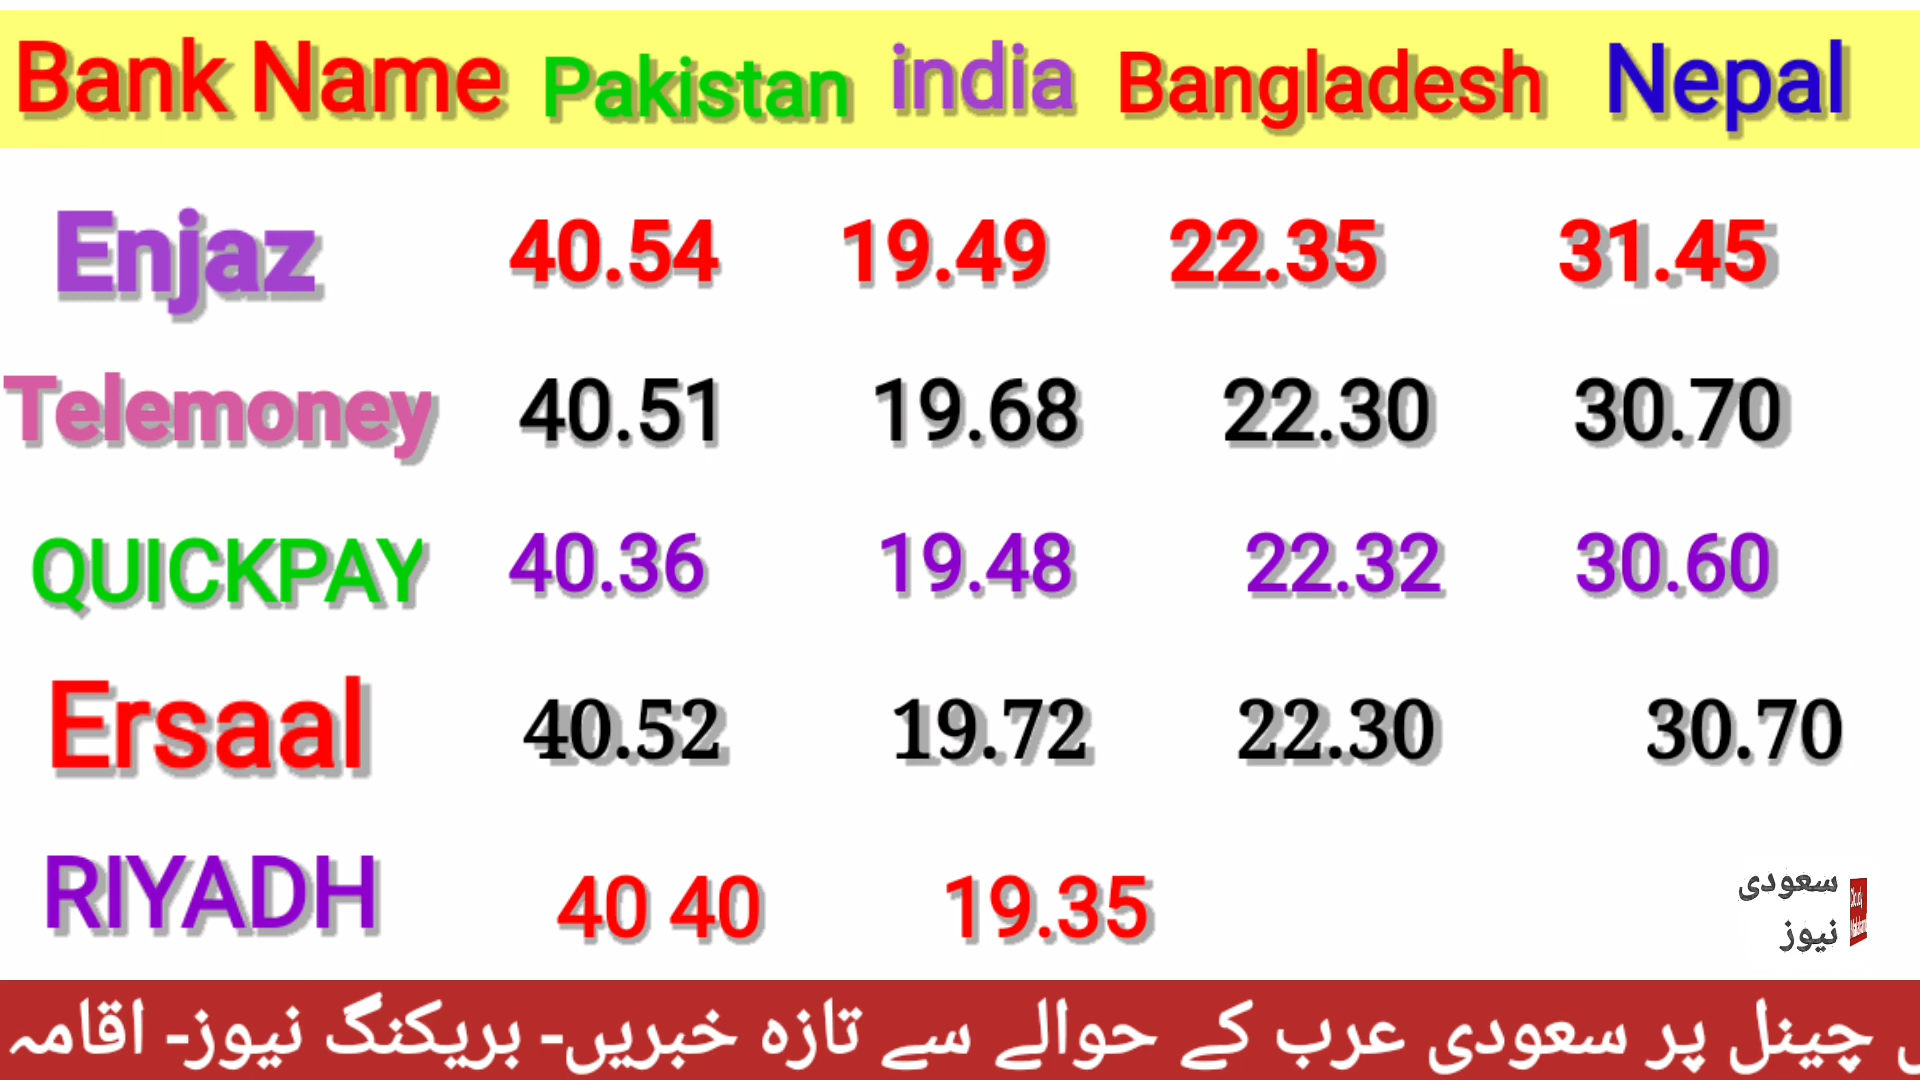 Bank Name Pakistan india Bangladesh Nepal
Enjaz 40.54 19.49 22.35 31.45
Telemoney 40.51 19.68 22.30 30.70
QUICKPAY 40.36 19.48 22.32 30.60
Ersaal 40.52 19.72 22.30 30.70
RIYADH 40 40 19.35
سعودی
نیوز
چینل پر سعودی عرب کے حوالے سے تازہ خبریں- بریکنگ نیوز- اقامہ